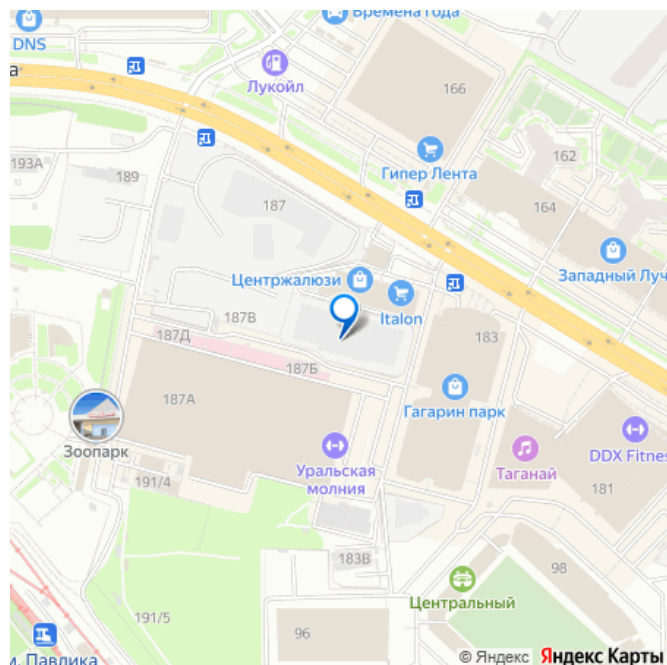 Времена года
DNS
а
Лукойл
166
Гипер Лента
162
193А
189
187
164
Западный Луч
Центржалюзи
Italon
187В
187Д
183
187Б
187А
Гагарин парк
Зоопарк
Уральская
молния
Таганай
DDX Fitnes
181
191/4
183В
98
Центральный
191/5
96
и. Павлика
© Яндекс Яндекс Карты